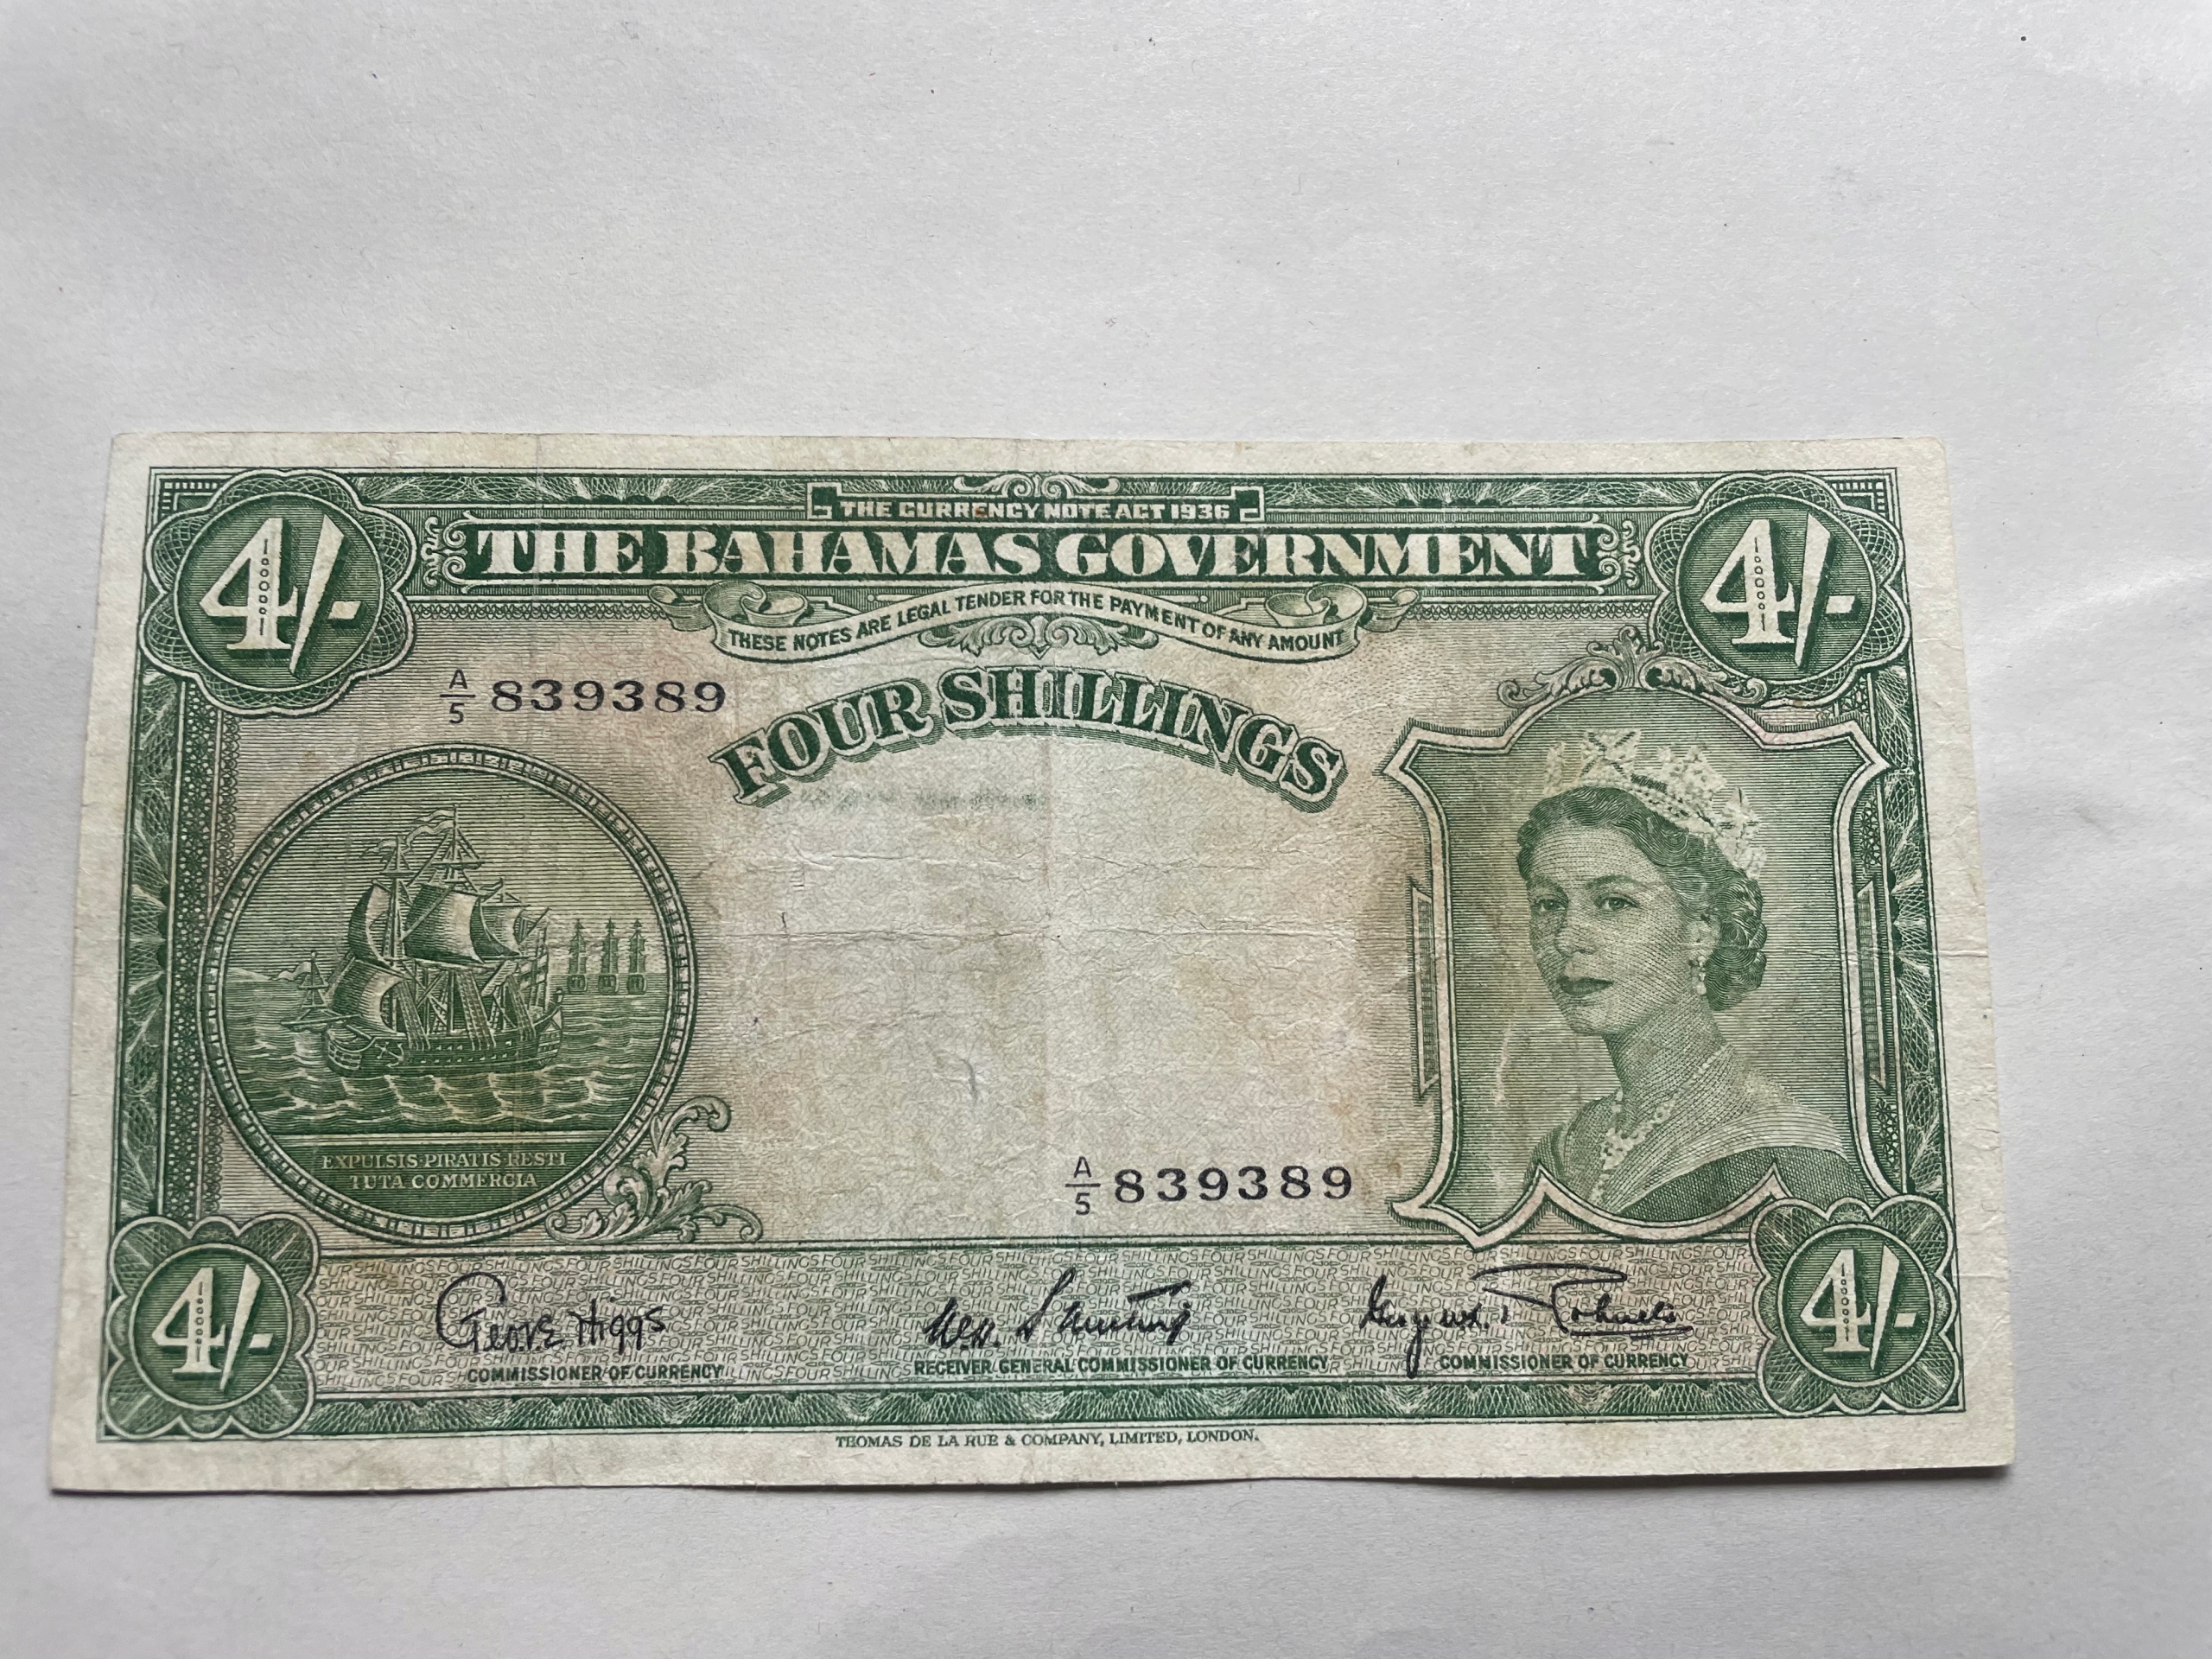 THE CURRENCY NOTE ACT 1936
4/- THE BAHAMAS GOVERNMENT 4/-
THESE NOTES ARE LEGAL TENDER FOR THE PAYMENT OF ANY AMOUNT
A/5 839389
FOUR SHILLINGS
EXPULSIS PIRATIS RESTI
TUTA COMMERCIA
A/5 839389
4/- Geo. E. Higgs 4/-
COMMISSIONER OF CURRENCY RECEIVER GENERAL COMMISSIONER OF CURRENCY COMMISSIONER OF CURRENCY
THOMAS DE LA RUE & COMPANY, LIMITED, LONDON.